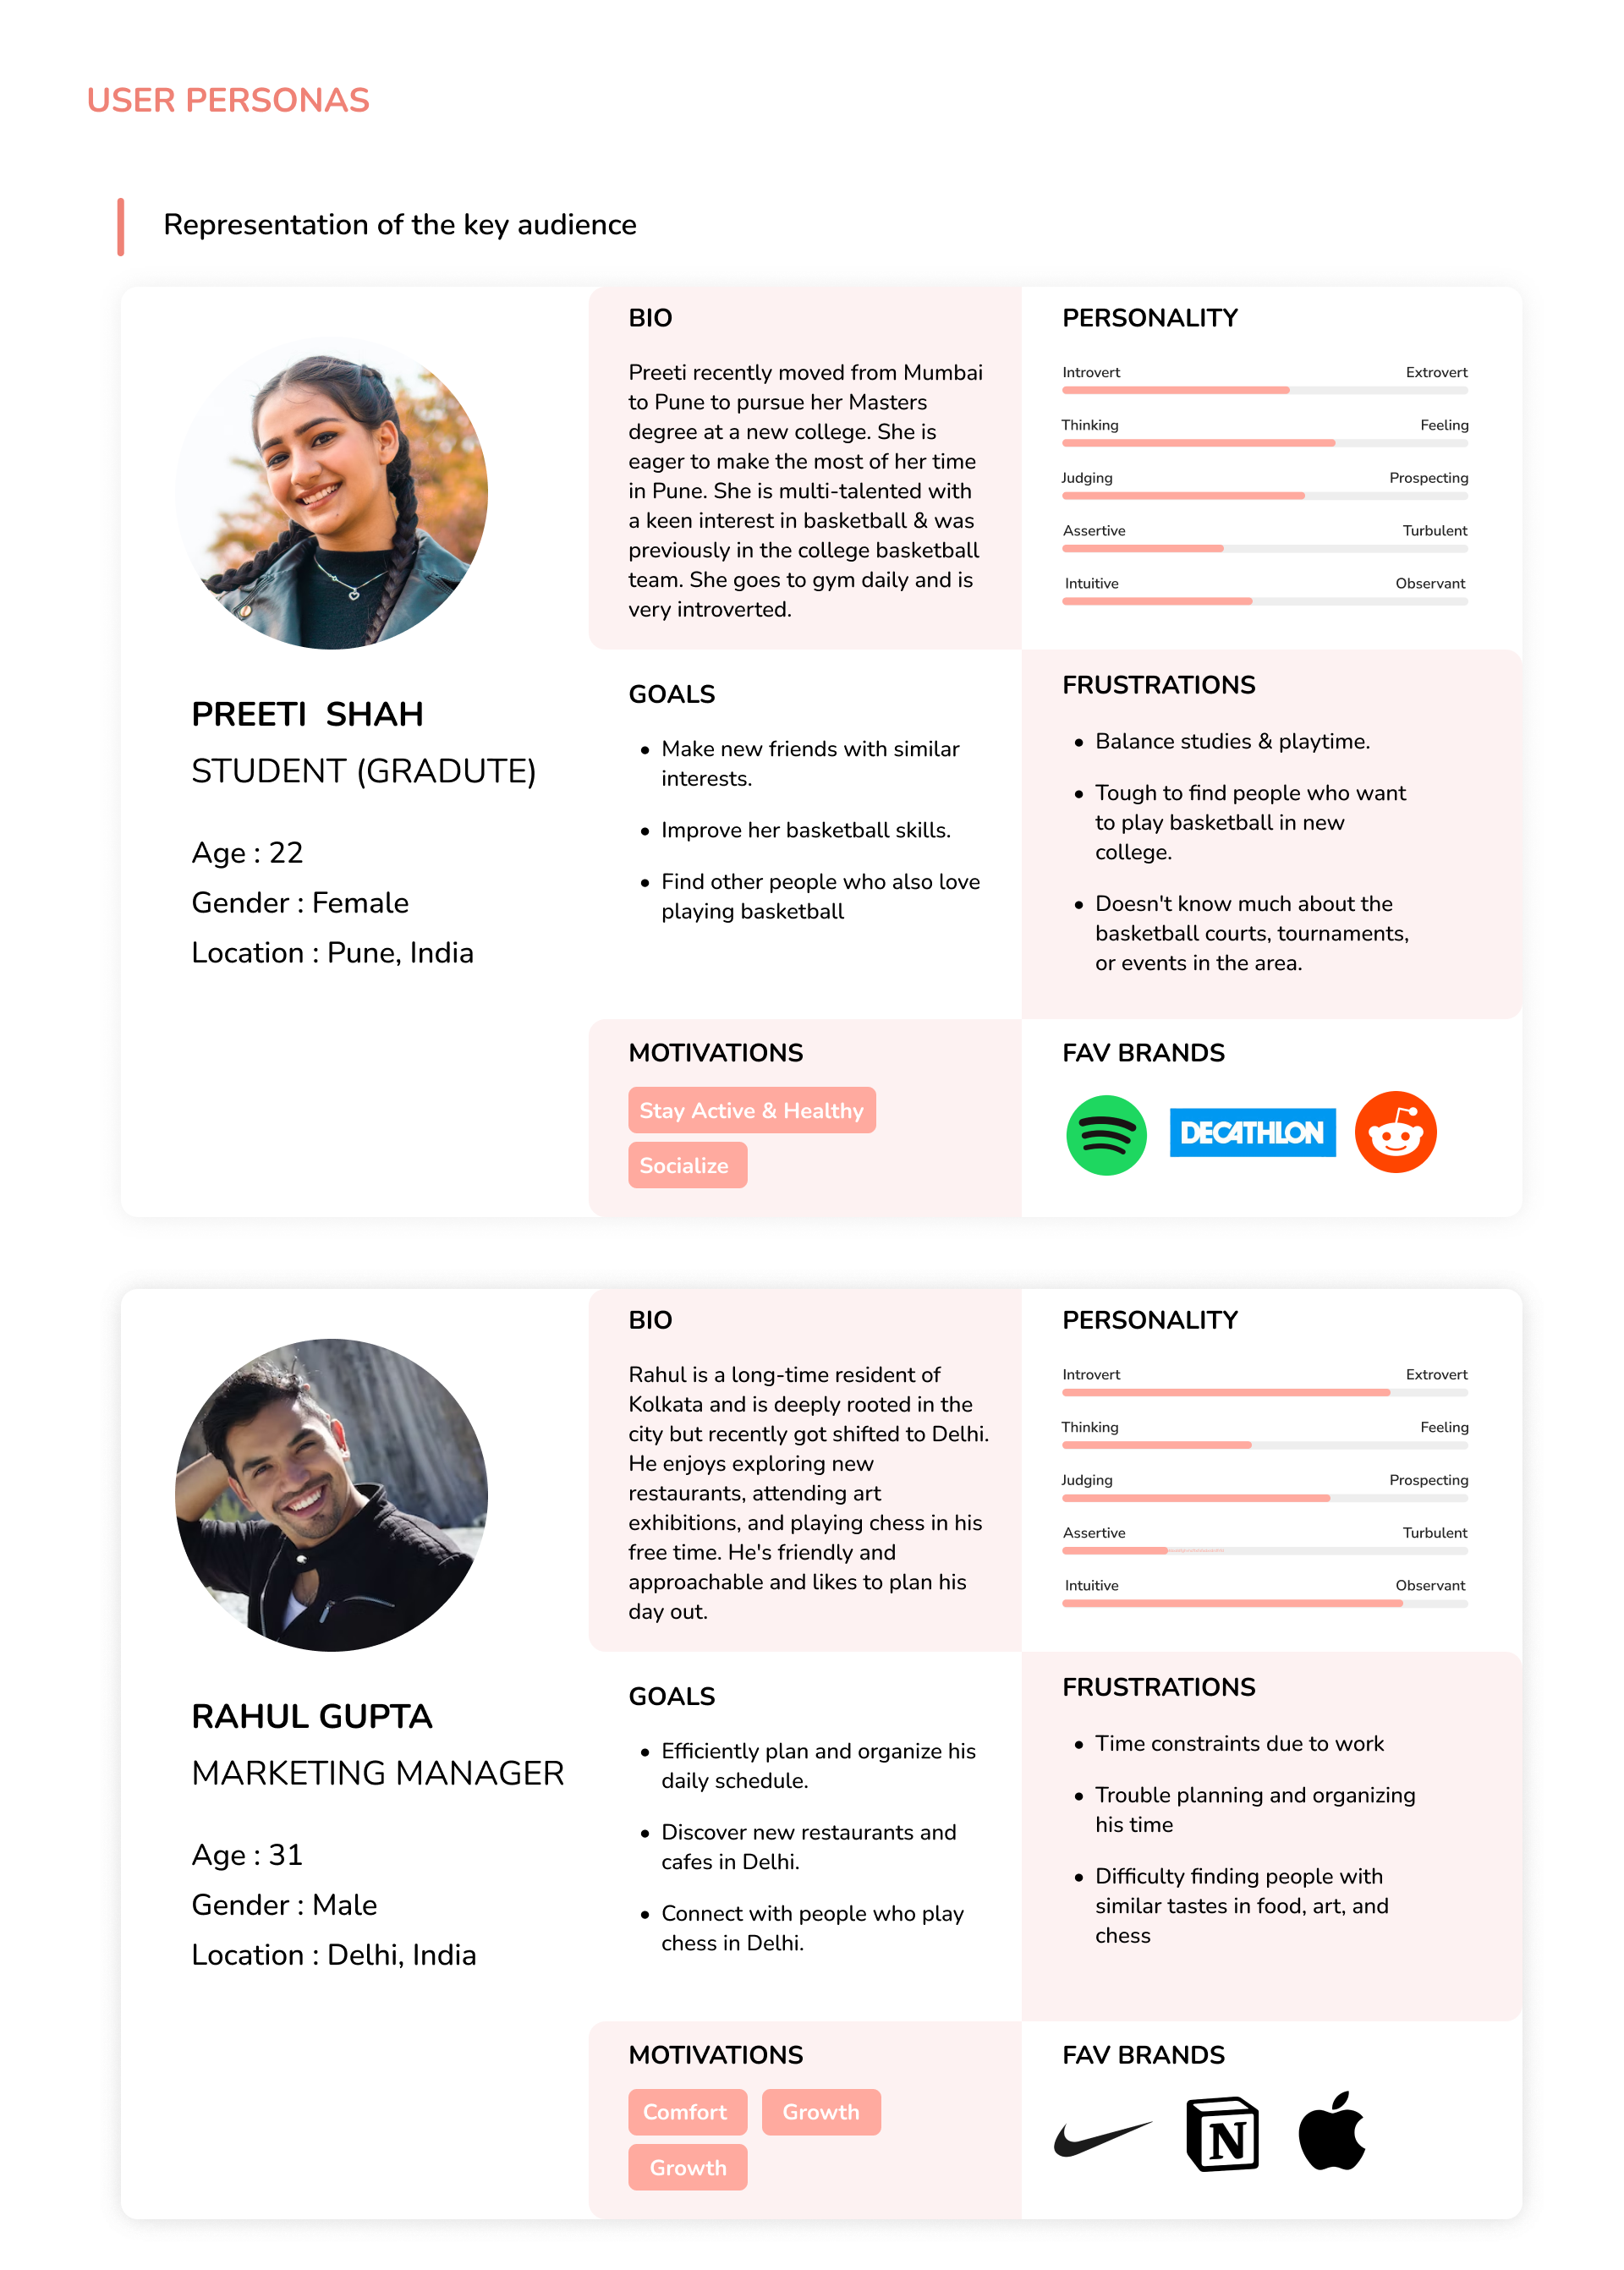 USER PERSONAS
Representation of the key audience
PREETI  SHAH
STUDENT (GRADUTE)
Age : 22
Gender : Female
Location : Pune, India
BIO
Preeti recently moved from Mumbai
to Pune to pursue her Masters
degree at a new college. She is
eager to make the most of her time
in Pune. She is multi-talented with
a keen interest in basketball & was
previously in the college basketball
team. She goes to gym daily and is
very introverted.
PERSONALITY
Introvert Extrovert
Thinking Feeling
Judging Prospecting
Assertive Turbulent
Intuitive Observant
GOALS
• Make new friends with similar
interests.
• Improve her basketball skills.
• Find other people who also love
playing basketball
FRUSTRATIONS
• Balance studies & playtime.
• Tough to find people who want
to play basketball in new
college.
• Doesn't know much about the
basketball courts, tournaments,
or events in the area.
MOTIVATIONS
Stay Active & Healthy
Socialize
FAV BRANDS
DECATHLON
RAHUL GUPTA
MARKETING MANAGER
Age : 31
Gender : Male
Location : Delhi, India
BIO
Rahul is a long-time resident of
Kolkata and is deeply rooted in the
city but recently got shifted to Delhi.
He enjoys exploring new
restaurants, attending art
exhibitions, and playing chess in his
free time. He's friendly and
approachable and likes to plan his
day out.
PERSONALITY
Introvert Extrovert
Thinking Feeling
Judging Prospecting
Assertive Turbulent
Intuitive Observant
GOALS
• Efficiently plan and organize his
daily schedule.
• Discover new restaurants and
cafes in Delhi.
• Connect with people who play
chess in Delhi.
FRUSTRATIONS
• Time constraints due to work
• Trouble planning and organizing
his time
• Difficulty finding people with
similar tastes in food, art, and
chess
MOTIVATIONS
Comfort Growth
Growth
FAV BRANDS
N